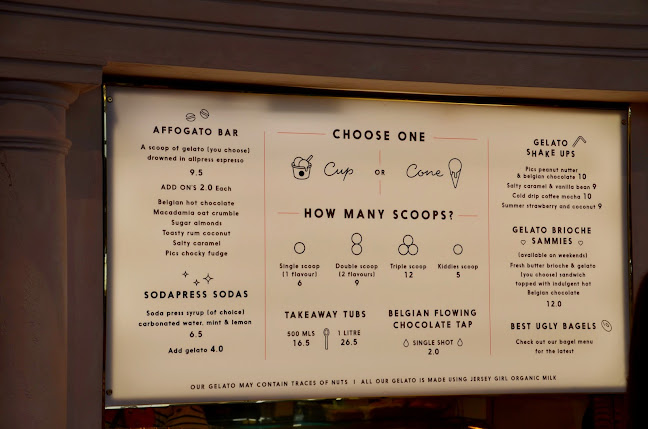 AFFOGATO BAR
A scoop of gelato (you choose)
drowned in allpress espresso
9.5
ADD ON'S 2.0 Each
Belgian hot chocolate
Macadamia oat crumble
Sugar almonds
Toasty rum coconut
Salty caramel
Pics chocky fudge
SODAPRESS SODAS
Soda press syrup (of choice)
carbonated water, mint & lemon
6.5
Add gelato 4.0
CHOOSE ONE
Cup OR Cone
HOW MANY SCOOPS?
Single scoop
(1 flavour)
6
Double scoop
(2 flavours)
9
Triple scoop
12
Kiddies scoop
5
TAKEAWAY TUBS
500 MLS 1 LITRE
16.5 26.5
BELGIAN FLOWING
CHOCOLATE TAP
SINGLE SHOT
2.0
GELATO
SHAKE UPS
Pics peanut nutter
& belgian chocolate 10
Salty caramel & vanilla bean 9
Cold drip coffee mocha 10
Summer strawberry and coconut 9
GELATO BRIOCHE
SAMMIES
(available on weekends)
Fresh butter brioche & gelato
(you choose) sandwich
topped with indulgent hot
Belgian chocolate
12.0
BEST UGLY BAGELS
Check out our bagel menu
for the latest
OUR GELATO MAY CONTAIN TRACES OF NUTS | ALL OUR GELATO IS MADE USING JERSEY GIRL ORGANIC MILK